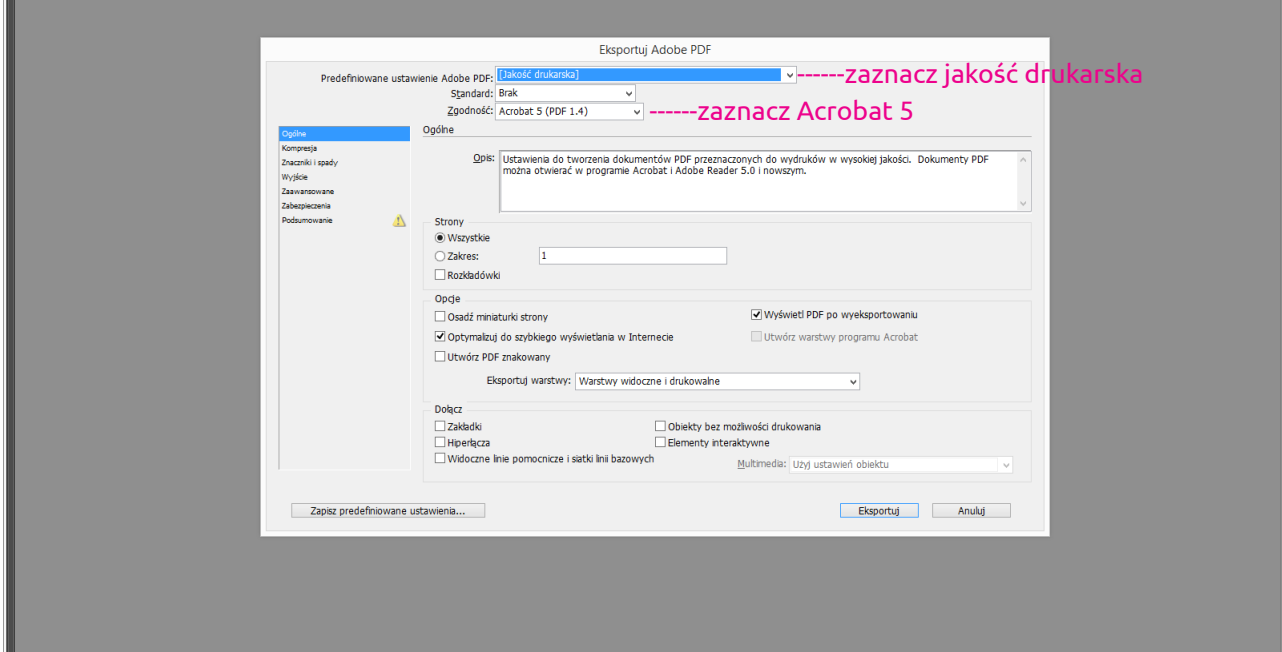 Eksportuj Adobe PDF
Predefiniowane ustawienie Adobe PDF: [Jakość drukarska] ------zaznacz jakość drukarska
Standard: Brak
Zgodność: Acrobat 5 (PDF 1.4) ------zaznacz Acrobat 5
Ogólne
Kompresja
Znaczniki i spady
Wyjście
Zaawansowane
Zabezpieczenia
Podsumowanie
Ogólne
Opis: Ustawienia do tworzenia dokumentów PDF przeznaczonych do wydruków w wysokiej jakości. Dokumenty PDF
można otwierać w programie Acrobat i Adobe Reader 5.0 i nowszym.
Strony
Wszystkie
Zakres: 1
Rozkładówki
Opcje
Osadź miniaturki strony
Wyświetl PDF po wyeksportowaniu
Optymalizuj do szybkiego wyświetlania w Internecie
Utwórz warstwy programu Acrobat
Utwórz PDF znakowany
Eksportuj warstwy: Warstwy widoczne i drukowalne
Dołącz
Zakładki
Obiekty bez możliwości drukowania
Hiperłącza
Elementy interaktywne
Widoczne linie pomocnicze i siatki linii bazowych
Multimedia: Użyj ustawień obiektu
Zapisz predefiniowane ustawienia...
Eksportuj
Anuluj